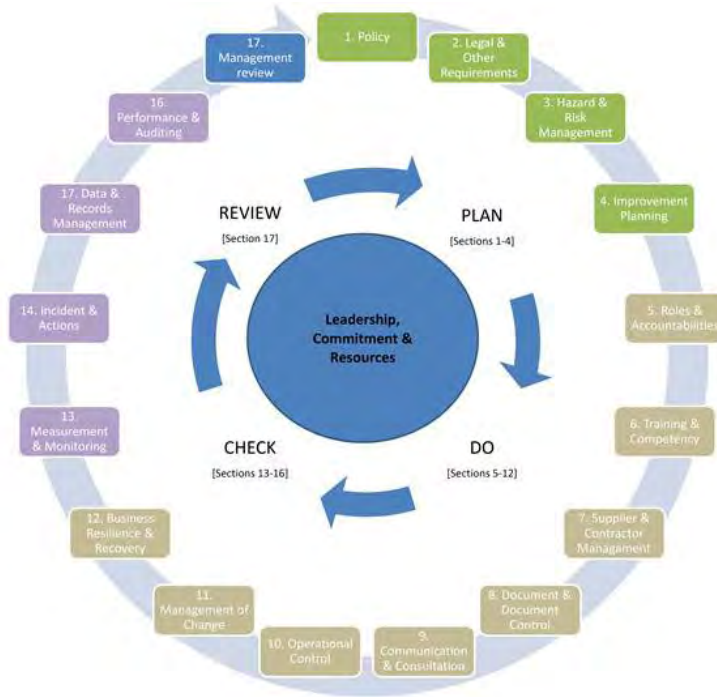 1. Policy
2. Legal &
Other
Requirements
3. Hazard &
Risk
Management
4. Improvement
Planning
5. Roles &
Accountabilities
6. Training &
Competency
7. Supplier &
Contractor
Managament
8. Document &
Document
Control
9.
Communication
& Consultation
10. Operational
Control
11.
Management of
Change
12. Business
Resilience &
Recovery
13.
Measurement
& Monitoring
14. Incident &
Actions
17. Data &
Records
Management
16.
Performance &
Auditing
17.
Management
review
REVIEW
[Section 17]
PLAN
[Sections 1-4]
Leadership,
Commitment &
Resources
CHECK
[Sections 13-16]
DO
[Sections 5-12]